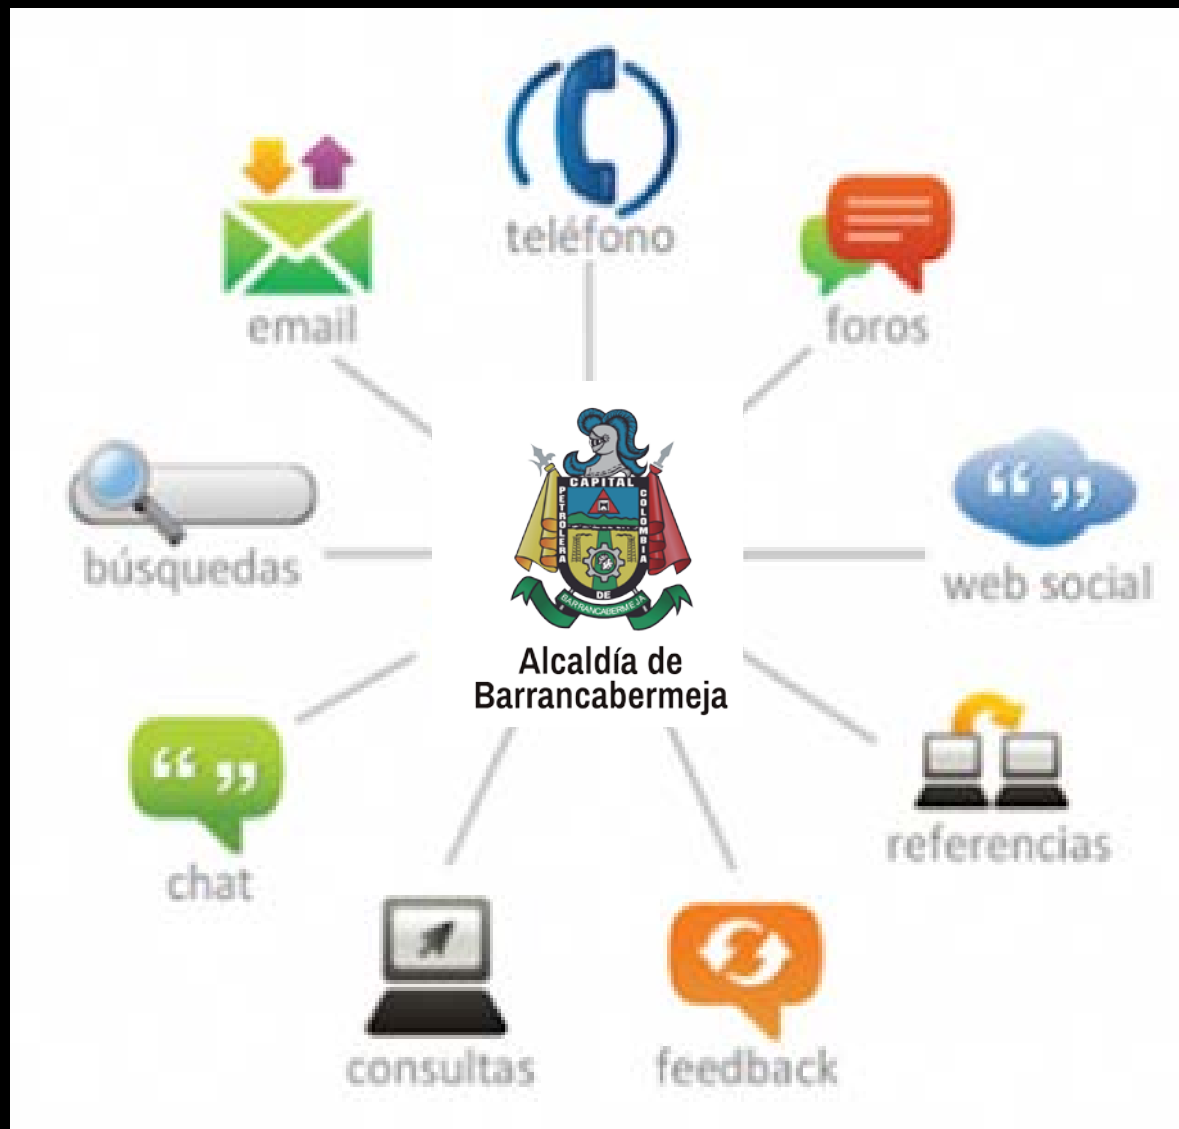 teléfono
email
foros
búsquedas
CAPITAL
PETROLERA
COLOMBIA
DE
BARRANCABERMEJA
web social
Alcaldía de
Barrancabermeja
chat
referencias
consultas
feedback